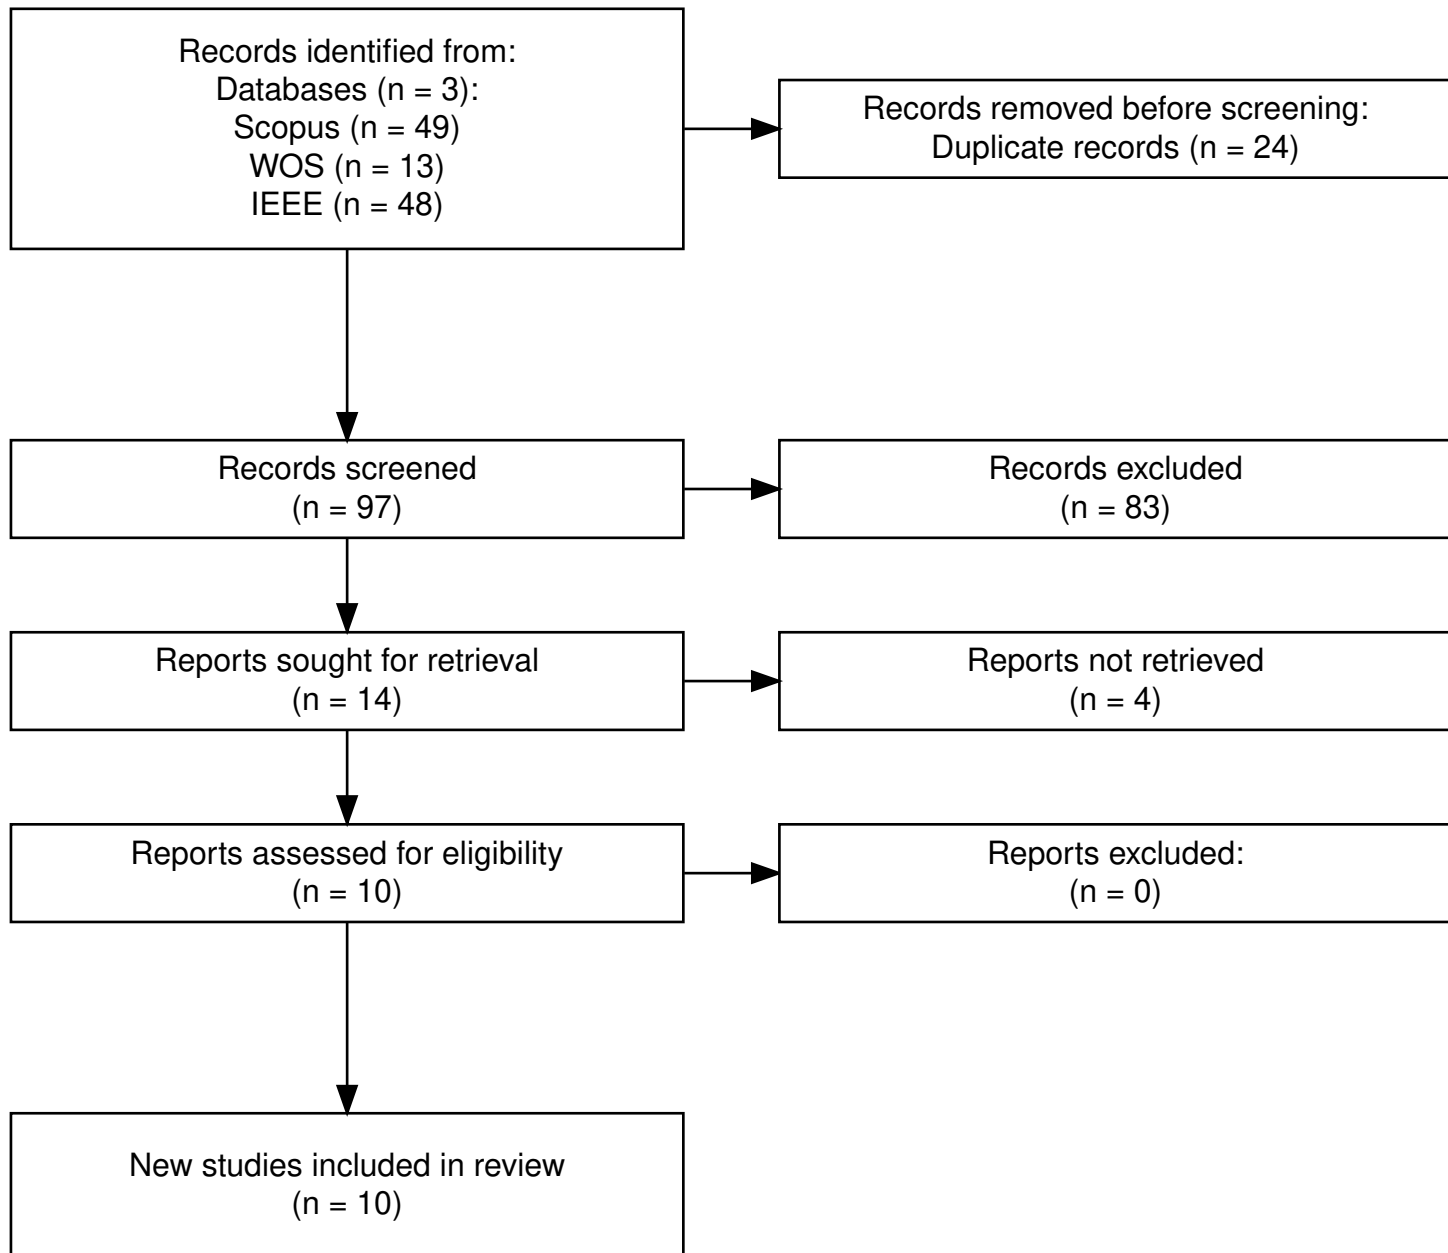 Records identified from:
Databases (n = 3):
Scopus (n = 49)
WOS (n = 13)
IEEE (n = 48)
Records removed before screening:
Duplicate records (n = 24)
Records screened
(n = 97)
Records excluded
(n = 83)
Reports sought for retrieval
(n = 14)
Reports not retrieved
(n = 4)
Reports assessed for eligibility
(n = 10)
Reports excluded:
(n = 0)
New studies included in review
(n = 10)